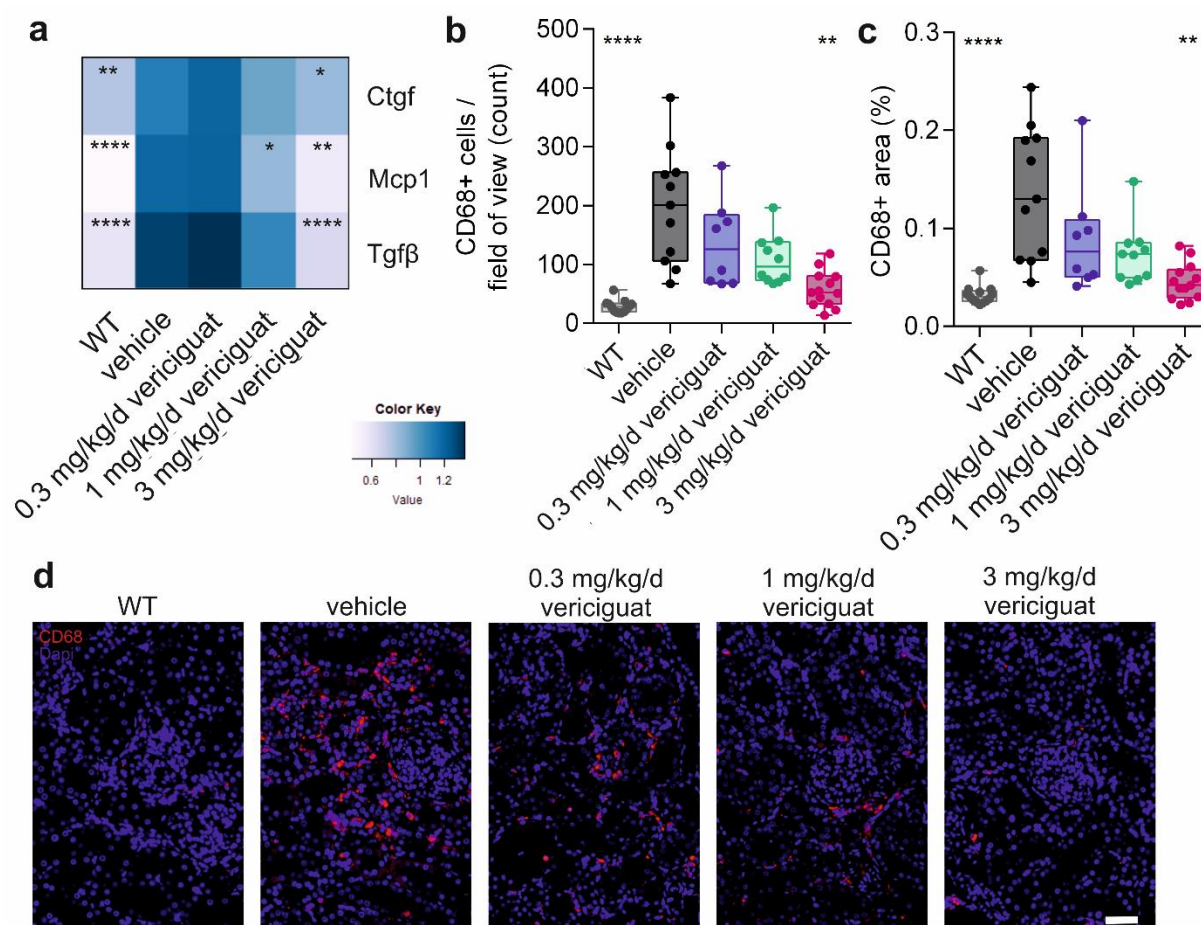 a
**
*
Ctgf
****
*
**
Mcp1
****
****
Tgfβ
WT
vehicle
0.3 mg/kg/d vericiguat
1 mg/kg/d vericiguat
3 mg/kg/d vericiguat
Color Key
0.6
1
1.2
Value
b
CD68+ cells /
field of view (count)
500
400
300
200
100
0
****
**
WT
vehicle
0.3 mg/kg/d vericiguat
1 mg/kg/d vericiguat
3 mg/kg/d vericiguat
c
CD68+ area (%)
0.3
0.2
0.1
0.0
****
**
WT
vehicle
0.3 mg/kg/d vericiguat
1 mg/kg/d vericiguat
3 mg/kg/d vericiguat
d
WT
vehicle
0.3 mg/kg/d
vericiguat
1 mg/kg/d
vericiguat
3 mg/kg/d
vericiguat
CD68
Dapi